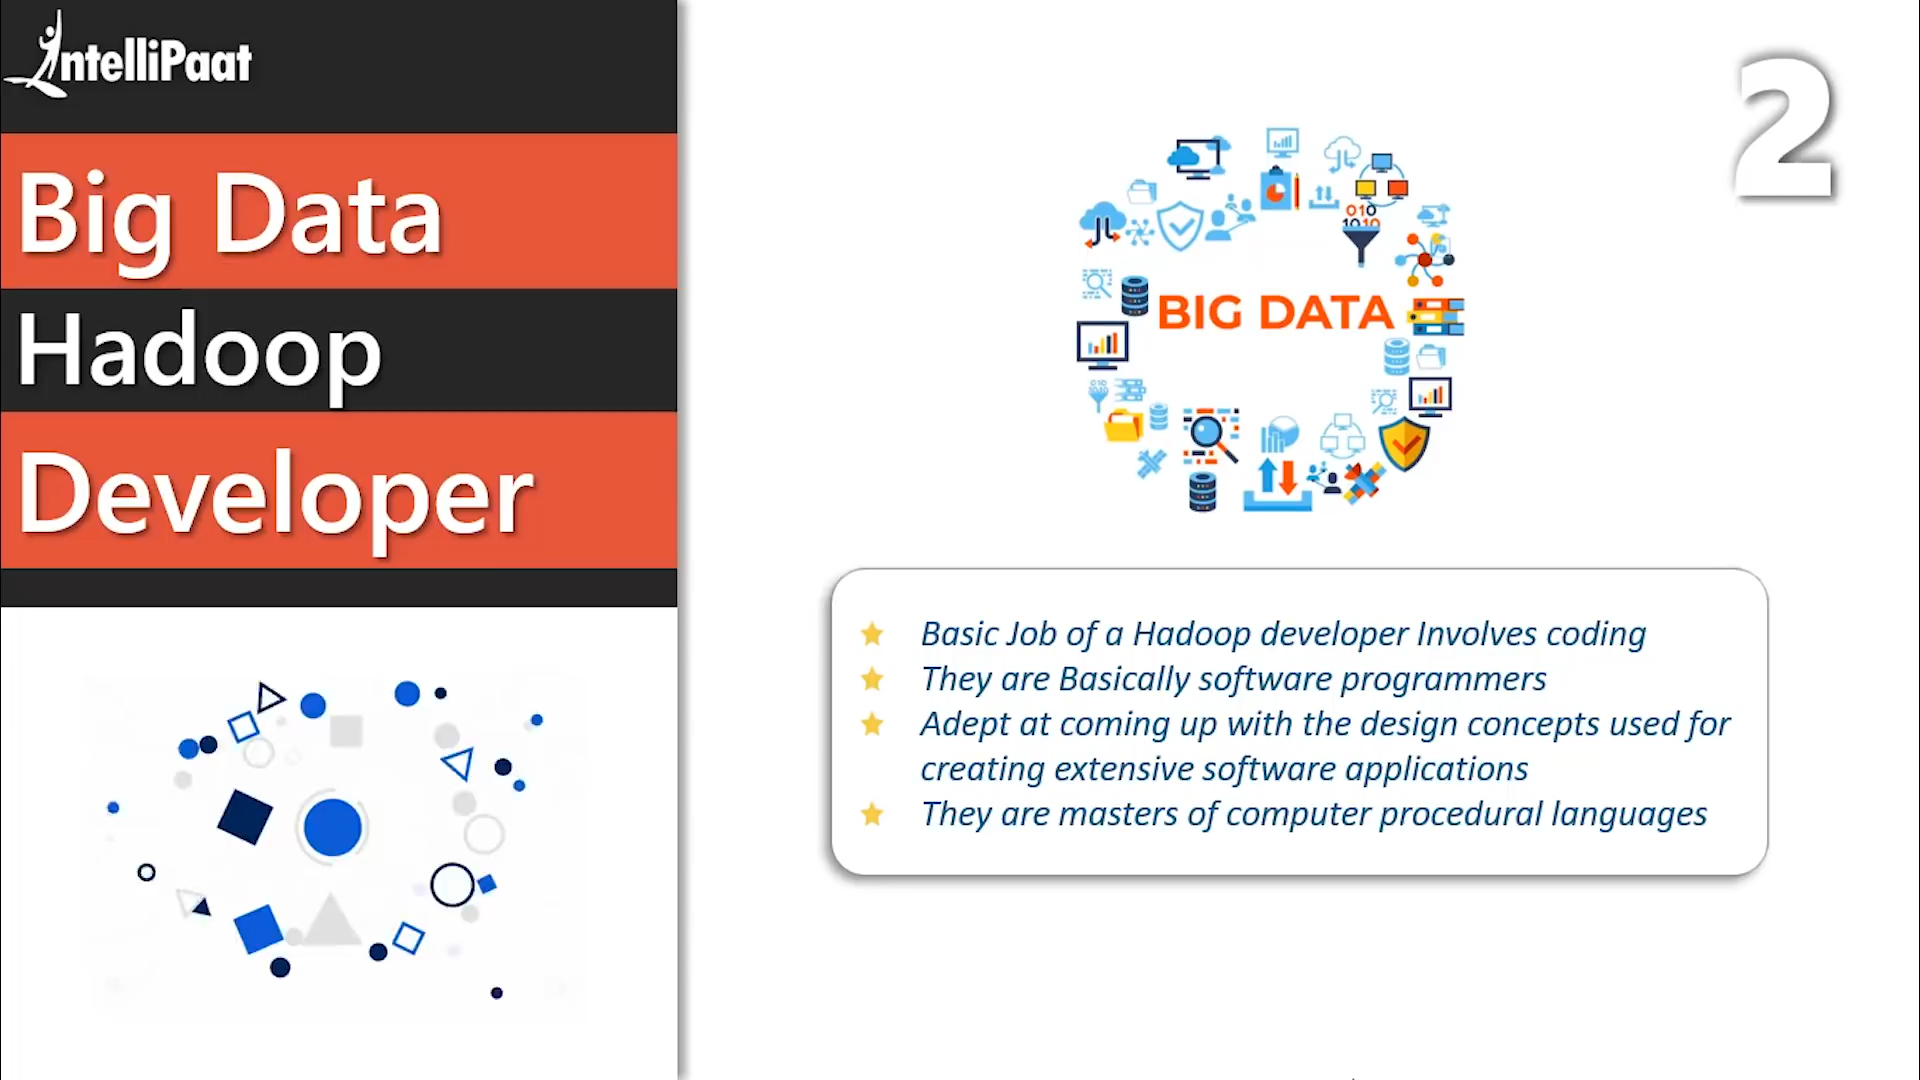 IntelliPaat
Big Data
Hadoop
Developer
2
010
1010
BIG DATA
Basic Job of a Hadoop developer Involves coding
They are Basically software programmers
Adept at coming up with the design concepts used for
creating extensive software applications
They are masters of computer procedural languages